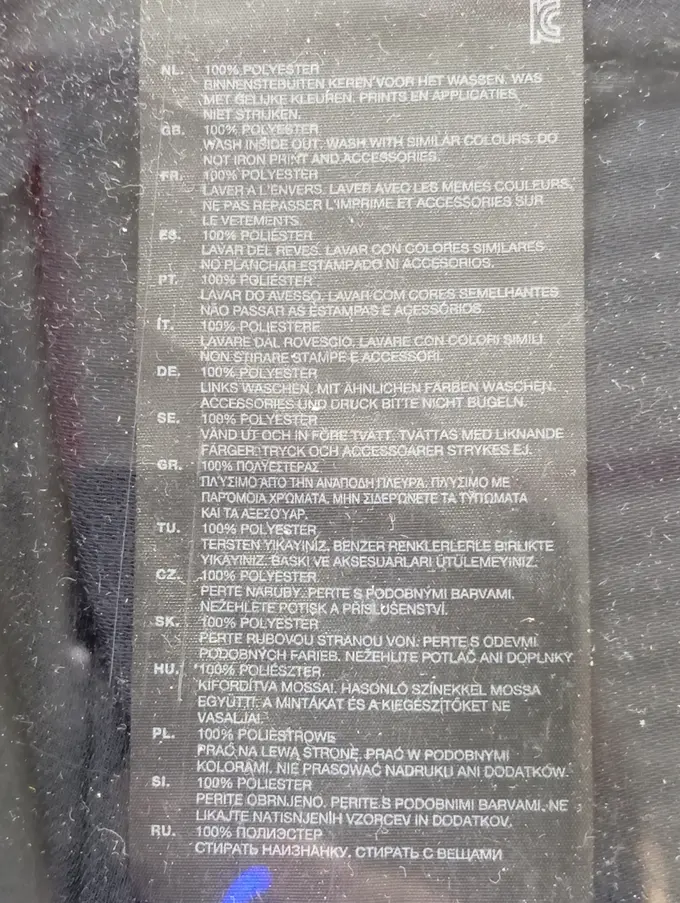 NL. 100% POLYESTER
BINNENSTEBUITEN KEREN VOOR HET WASSEN. WAS
MET GELIJKE KLEUREN. PRINTS EN APPLICATIES
NIET STRIJKEN.
GB. 100% POLYESTER
WASH INSIDE OUT. WASH WITH SIMILAR COLOURS. DO
NOT IRON PRINT AND ACCESSORIES.
FR. 100% POLYESTER
LAVER A L'ENVERS. LAVER AVEC LES MEMES COULEURS.
NE PAS REPASSER L'IMPRIME ET ACCESSORIES SUR
LE VETEMENTS.
ES. 100% POLIÉSTER
LAVAR DEL REVES. LAVAR CON COLORES SIMILARES
NO PLANCHAR ESTAMPADO NI ACCESORIOS.
PT. 100% POLIÉSTER
LAVAR DO AVESSO. LAVAR COM CORES SEMELHANTES
NÃO PASSAR AS ESTAMPAS E ACESSÓRIOS.
IT. 100% POLIESTERE
LAVARE DAL ROVESCIO. LAVARE CON COLORI SIMILI
NON STIRARE STAMPE E ACCESSORI.
DE. 100% POLYESTER
LINKS WASCHEN. MIT ÄHNLICHEN FARBEN WASCHEN.
ACCESSORIES UND DRUCK BITTE NICHT BUGELN.
SE. 100% POLYESTER
VÄND UT OCH IN FÖRE TVÄTT. TVÄTTAS MED LIKNANDE
FÄRGER. TRYCK OCH ACCESSOARER STRYKES EJ.
GR. 100% ΠΟΛΥΕΣΤΕΡΑΣ
ΠΛΥΣΙΜΟ ΑΠΟ ΤΗΝ ΑΝΑΠΟΔΗ ΠΛΕΥΡΑ. ΠΛΥΣΙΜΟ ΜΕ
ΠΑΡΟΜΟΙΑ ΧΡΩΜΑΤΑ. ΜΗΝ ΣΙΔΕΡΩΝΕΤΕ ΤΑ ΤΥΠΩΜΑΤΑ
ΚΑΙ ΤΑ ΑΞΕΣΟΥΑΡ.
TU. 100% POLYESTER
TERSTEN YIKAYINIZ. BENZER RENKLERLERLE BIRLIKTE
YIKAYINIZ. BASKI VE AKSESUARLARI ÜTÜLEMEYINIZ.
CZ. 100% POLYESTER
PERTE NARUBY. PERTE S PODOBNÝMI BARVAMI.
NEŽEHLETE POTISK A PŘÍSLUŠENSTVÍ.
SK. 100% POLYESTER
PERTE RUBOVOU STRANOU VON. PERTE S ODEVMI
PODOBNÝCH FARIEB. NEŽEHLITE POTLAČ ANI DOPLNKY
HU. 100% POLIÉSZTER
KIFORDÍTVA MOSSA!. HASONLÓ SZÍNEKKEL MOSSA
EGYÜTT!. A MINTÁKAT ÉS A KIEGÉSZÍTŐKET NE
VASALJA!.
PL. 100% POLIESTROWE
PRAĆ NA LEWĄ STRONĘ. PRAĆ W PODOBNYMI
KOLORAMI. NIE PRASOWAĆ NADRUKU ANI DODATKÓW.
SI. 100% POLIESTER
PERITE OBRNJENO. PERITE S PODOBNIMI BARVAMI. NE
LIKAJTE NATISNJENIH VZORCEV IN DODATKOV.
RU. 100% ПОЛИЭСТЕР
СТИРАТЬ НАИЗНАНКУ. СТИРАТЬ С ВЕЩАМИ